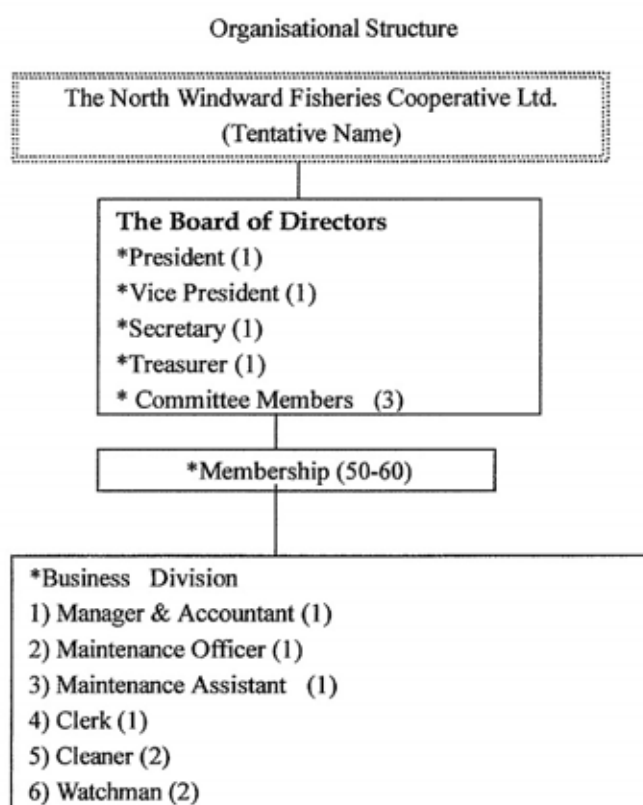 Organisational Structure
The North Windward Fisheries Cooperative Ltd.
(Tentative Name)
The Board of Directors
*President (1)
*Vice President (1)
*Secretary (1)
*Treasurer (1)
* Committee Members (3)
*Membership (50-60)
*Business Division
1) Manager & Accountant (1)
2) Maintenance Officer (1)
3) Maintenance Assistant (1)
4) Clerk (1)
5) Cleaner (2)
6) Watchman (2)